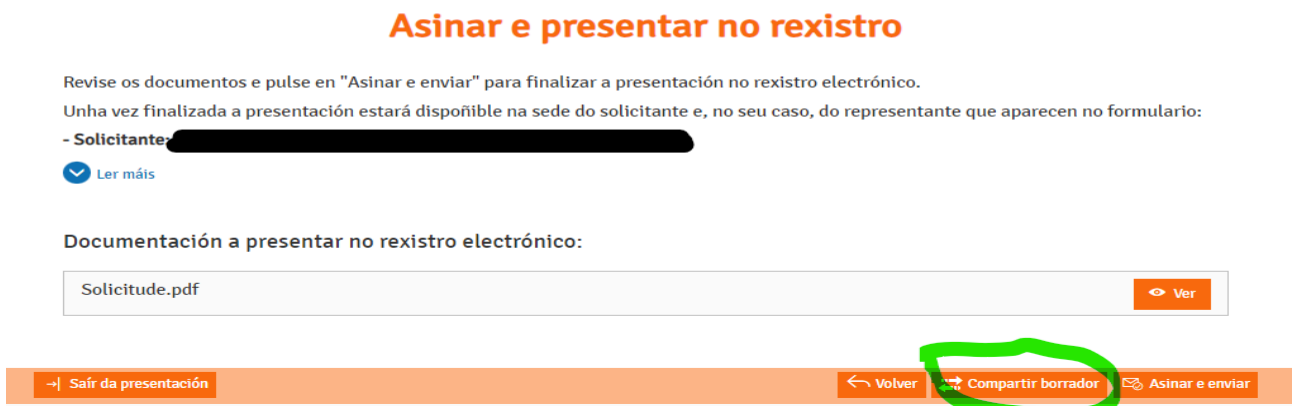 Asinar e presentar no rexistro
Revise os documentos e pulse en "Asinar e enviar" para finalizar a presentación no rexistro electrónico.
Unha vez finalizada a presentación estará dispoñible na sede do solicitante e, no seu caso, do representante que aparecen no formulario:
- Solicitante:
Ler máis
Documentación a presentar no rexistro electrónico:
Solicitude.pdf
Ver
Saír da presentación
Volver
Compartir borrador
Asinar e enviar